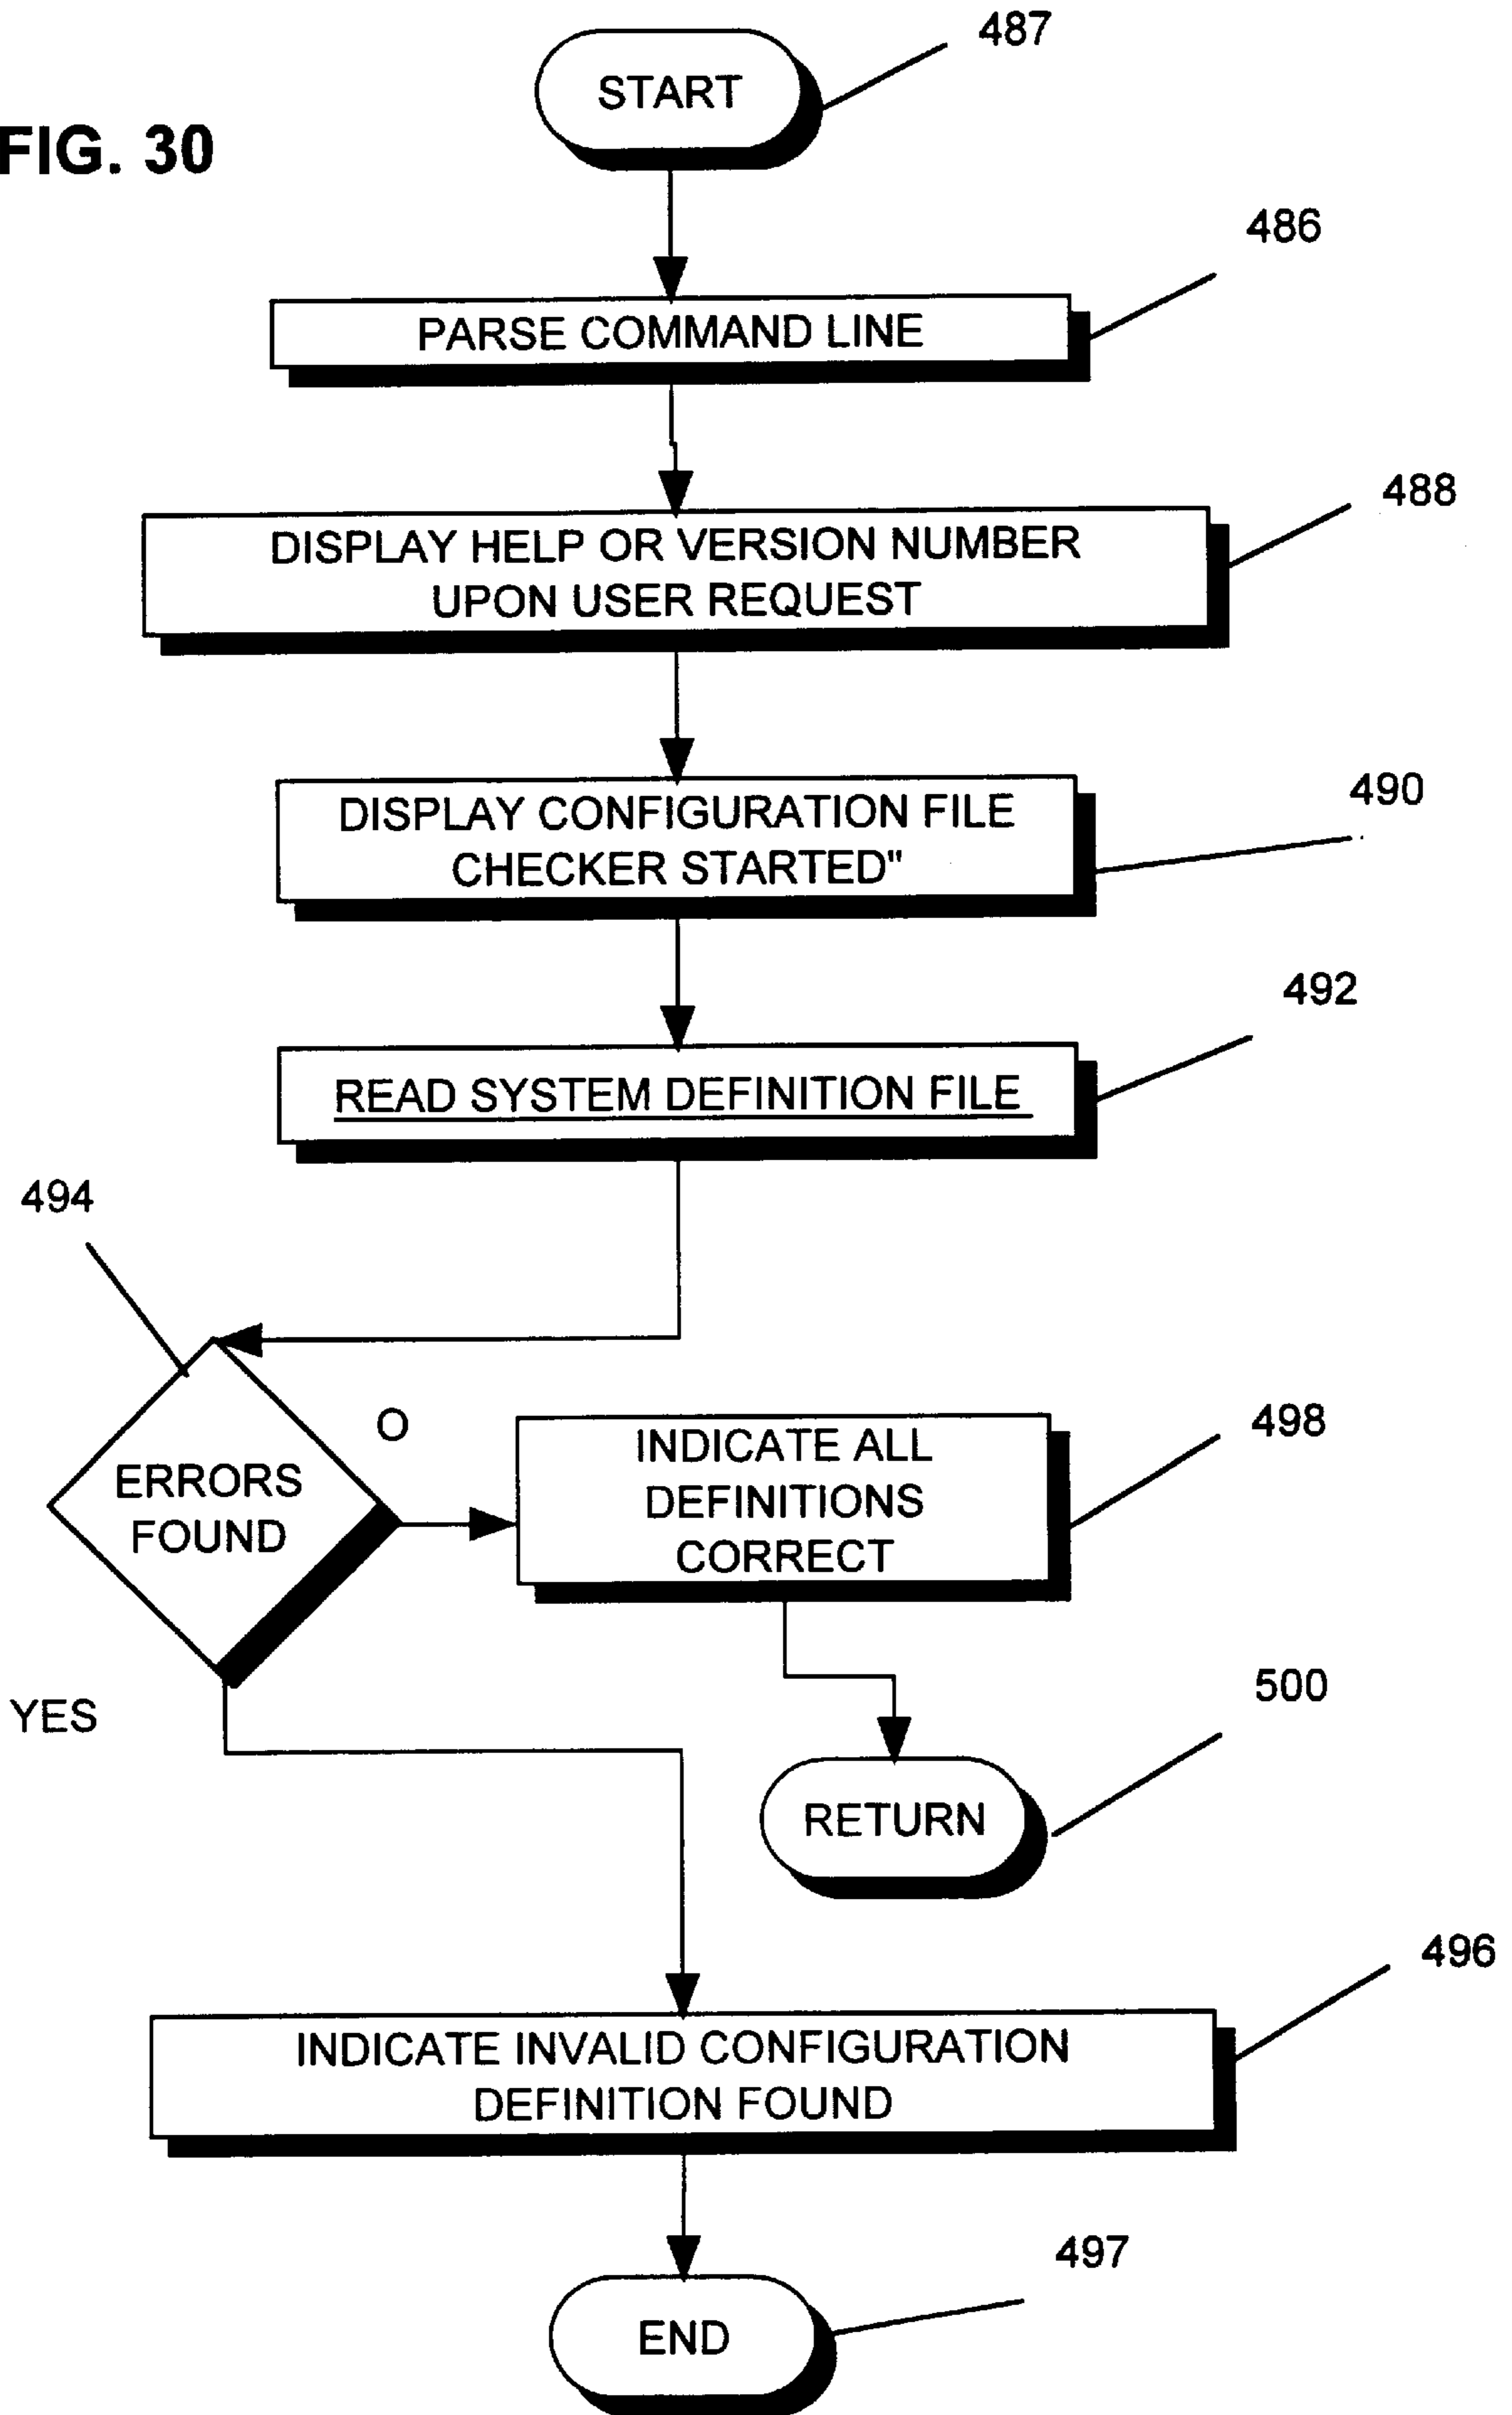 FIG. 30
START
487
486
PARSE COMMAND LINE
488
DISPLAY HELP OR VERSION NUMBER
UPON USER REQUEST
490
DISPLAY CONFIGURATION FILE
CHECKER STARTED"
492
READ SYSTEM DEFINITION FILE
494
ERRORS
FOUND
O
YES
498
INDICATE ALL
DEFINITIONS
CORRECT
500
RETURN
496
INDICATE INVALID CONFIGURATION
DEFINITION FOUND
497
END